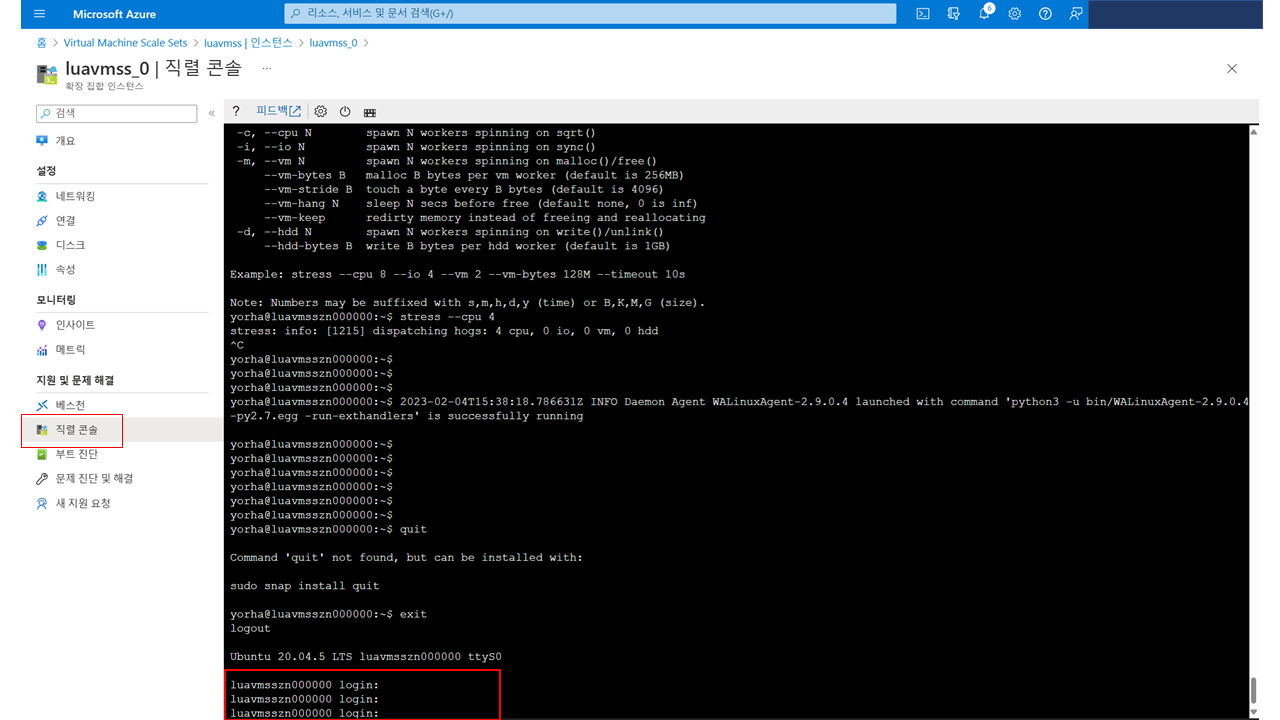 Microsoft Azure
리소스, 서비스 및 문서 검색(G+/)
6
홈 > Virtual Machine Scale Sets > luavmss | 인스턴스 > luavmss_0 >
luavmss_0 | 직렬 콘솔 ...
확장 집합 인스턴스
검색
«
개요
설정
네트워킹
연결
디스크
속성
모니터링
인사이트
메트릭
지원 및 문제 해결
베스천
직렬 콘솔
부트 진단
문제 진단 및 해결
새 지원 요청
? 피드백
-c, --cpu N spawn N workers spinning on sqrt()
-i, --io N spawn N workers spinning on sync()
-m, --vm N spawn N workers spinning on malloc()/free()
--vm-bytes B malloc B bytes per vm worker (default is 256MB)
--vm-stride B touch a byte every B bytes (default is 4096)
--vm-hang N sleep N secs before free (default none, 0 is inf)
--vm-keep redirty memory instead of freeing and reallocating
-d, --hdd N spawn N workers spinning on write()/unlink()
--hdd-bytes B write B bytes per hdd worker (default is 1GB)
Example: stress --cpu 8 --io 4 --vm 2 --vm-bytes 128M --timeout 10s
Note: Numbers may be suffixed with s,m,h,d,y (time) or B,K,M,G (size).
yorha@luavmsszn000000:~$ stress --cpu 4
stress: info: [1215] dispatching hogs: 4 cpu, 0 io, 0 vm, 0 hdd
^C
yorha@luavmsszn000000:~$
yorha@luavmsszn000000:~$
yorha@luavmsszn000000:~$
yorha@luavmsszn000000:~$ 2023-02-04T15:38:18.786631Z INFO Daemon Agent WALinuxAgent-2.9.0.4 launched with command 'python3 -u bin/WALinuxAgent-2.9.0.4
-py2.7.egg -run-exthandlers' is successfully running
yorha@luavmsszn000000:~$
yorha@luavmsszn000000:~$
yorha@luavmsszn000000:~$
yorha@luavmsszn000000:~$
yorha@luavmsszn000000:~$
yorha@luavmsszn000000:~$
yorha@luavmsszn000000:~$ quit
Command 'quit' not found, but can be installed with:
sudo snap install quit
yorha@luavmsszn000000:~$ exit
logout
Ubuntu 20.04.5 LTS luavmsszn000000 ttyS0
luavmsszn000000 login:
luavmsszn000000 login:
luavmsszn000000 login: